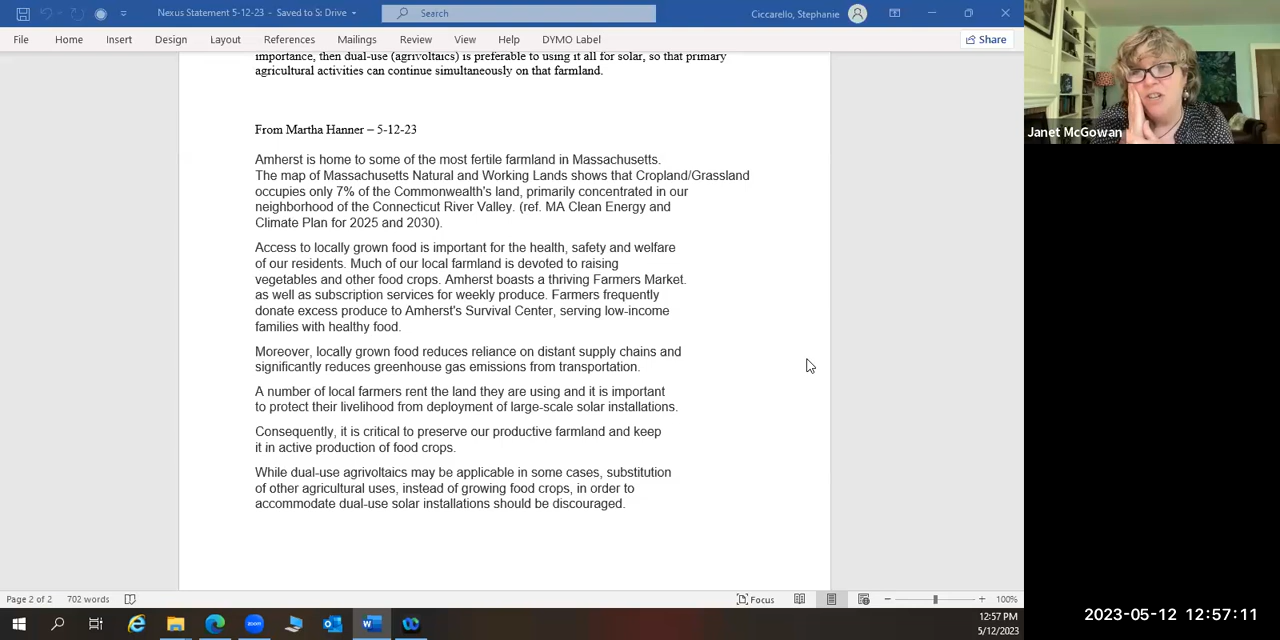 Nexus Statement 5-12-23 - Saved to S: Drive
Search
Ciccarello, Stephanie
File Home Insert Design Layout References Mailings Review View Help DYMO Label Share
importance, then dual-use (agrivoltaics) is preferable to using it all for solar, so that primary
agricultural activities can continue simultaneously on that farmland.
From Martha Hanner – 5-12-23
Amherst is home to some of the most fertile farmland in Massachusetts.
The map of Massachusetts Natural and Working Lands shows that Cropland/Grassland
occupies only 7% of the Commonwealth's land, primarily concentrated in our
neighborhood of the Connecticut River Valley. (ref. MA Clean Energy and
Climate Plan for 2025 and 2030).
Access to locally grown food is important for the health, safety and welfare
of our residents. Much of our local farmland is devoted to raising
vegetables and other food crops. Amherst boasts a thriving Farmers Market.
as well as subscription services for weekly produce. Farmers frequently
donate excess produce to Amherst's Survival Center, serving low-income
families with healthy food.
Moreover, locally grown food reduces reliance on distant supply chains and
significantly reduces greenhouse gas emissions from transportation.
A number of local farmers rent the land they are using and it is important
to protect their livelihood from deployment of large-scale solar installations.
Consequently, it is critical to preserve our productive farmland and keep
it in active production of food crops.
While dual-use agrivoltaics may be applicable in some cases, substitution
of other agricultural uses, instead of growing food crops, in order to
accommodate dual-use solar installations should be discouraged.
Janet McGowan
Page 2 of 2 702 words Focus 100%
zoom
12:57 PM
5/12/2023
2023-05-12 12:57:11